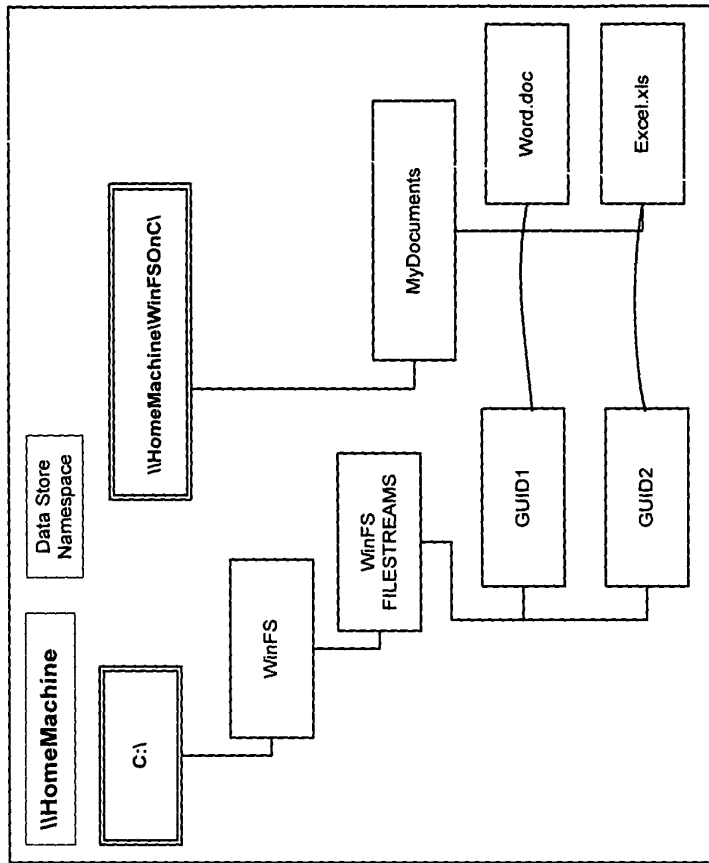 \\HomeMachine
Data Store
Namespace
C:\
\\HomeMachine\WinFSOnC\
WinFS
WinFS
FILESTREAMS
MyDocuments
GUID1
Word.doc
GUID2
Excel.xls